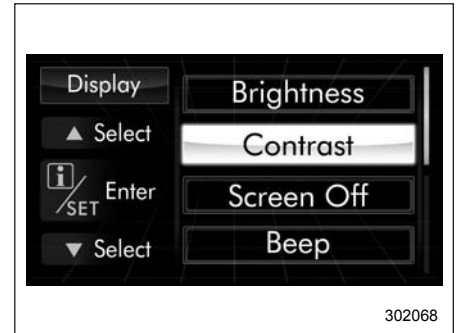 Display
▲ Select
i/SET Enter
▼ Select
Brightness
Contrast
Screen Off
Beep
302068